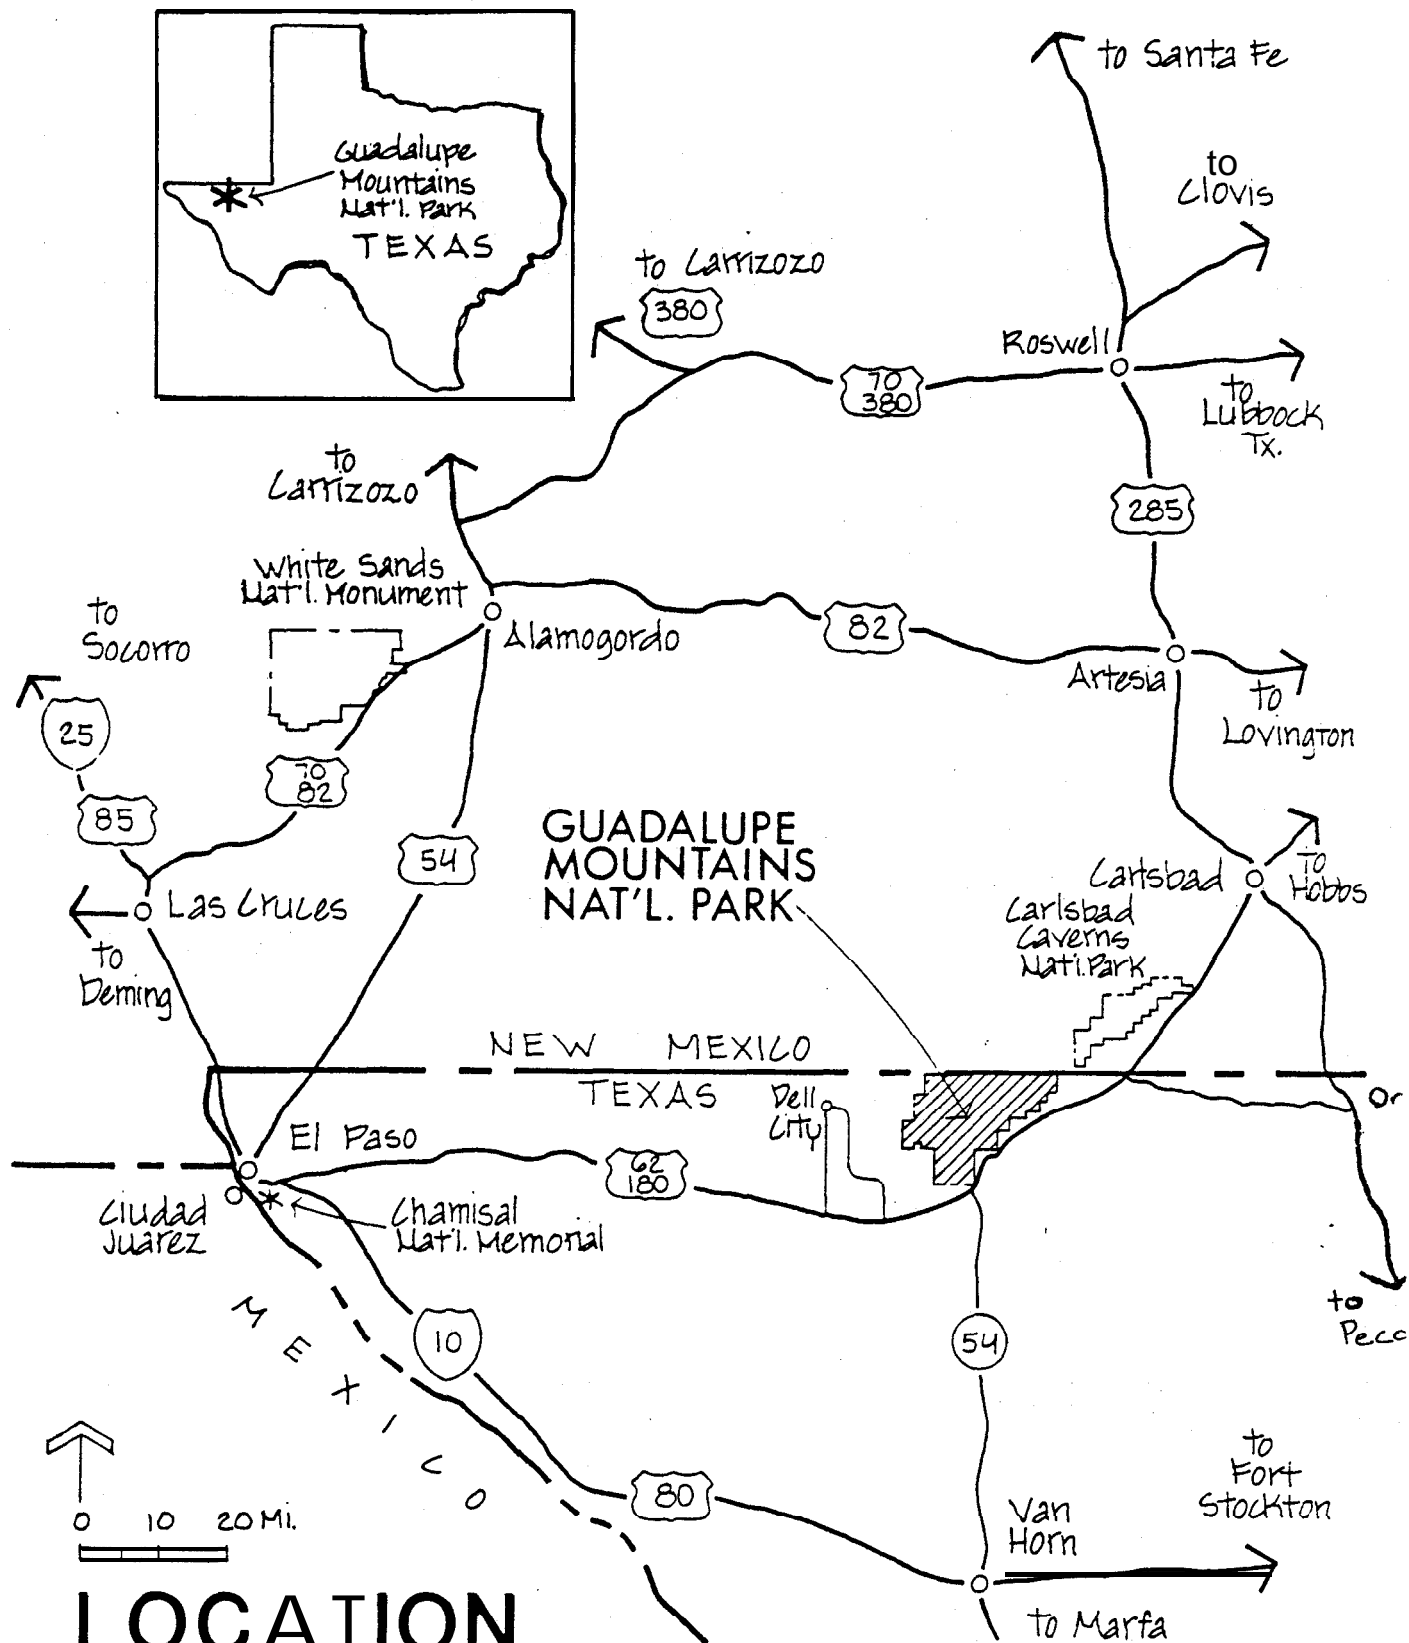 Guadalupe
Mountains
Nat'l. Park
TEXAS
to Santa Fe
to
Clovis
to Carrizozo
380
Roswell
70
380
to
Lubbock
Tx.
to
Carrizozo
285
White Sands
Nat'l. Monument
to
Socorro
Alamogordo
82
Artesia
to
Lovington
25
70
82
85
54
GUADALUPE
MOUNTAINS
NAT'L. PARK
Carlsbad
to
Hobbs
Las Cruces
Carlsbad
Caverns
Nat'l. Park
to
Deming
NEW MEXICO
TEXAS
Dell
City
Or
El Paso
62
180
Ciudad
Juarez
Chamisal
Nat'l. Memorial
MEXICO
to
Peco
10
54
to
Fort
Stockton
80
Van
Horn
0 10 20 Mi.
to Marfa
LOCATION